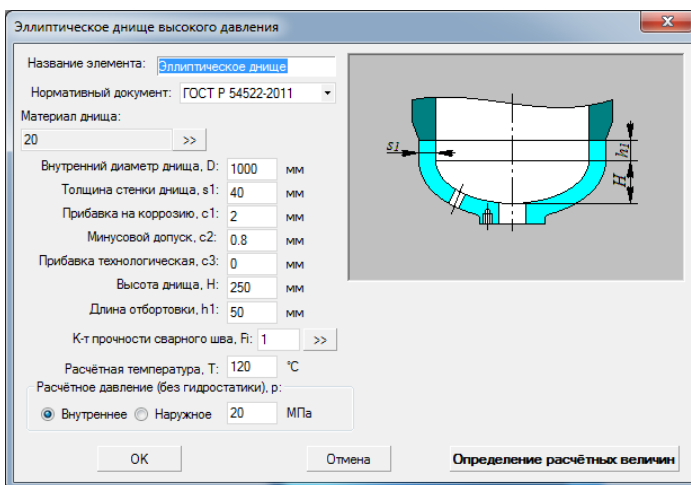 Эллиптическое днище высокого давления
Название элемента: Эллиптическое днище
Нормативный документ: ГОСТ Р 54522-2011
Материал днища:
20 >>
Внутренний диаметр днища, D: 1000 мм
Толщина стенки днища, s1: 40 мм
Прибавка на коррозию, c1: 2 мм
Минусовой допуск, c2: 0.8 мм
Прибавка технологическая, c3: 0 мм
Высота днища, H: 250 мм
Длина отбортовки, h1: 50 мм
К-т прочности сварного шва, Fi: 1 >>
Расчётная температура, T: 120 °C
Расчётное давление (без гидростатики), p:
Внутреннее Наружное 20 МПа
OK Отмена Определение расчётных величин
s1 h1
H